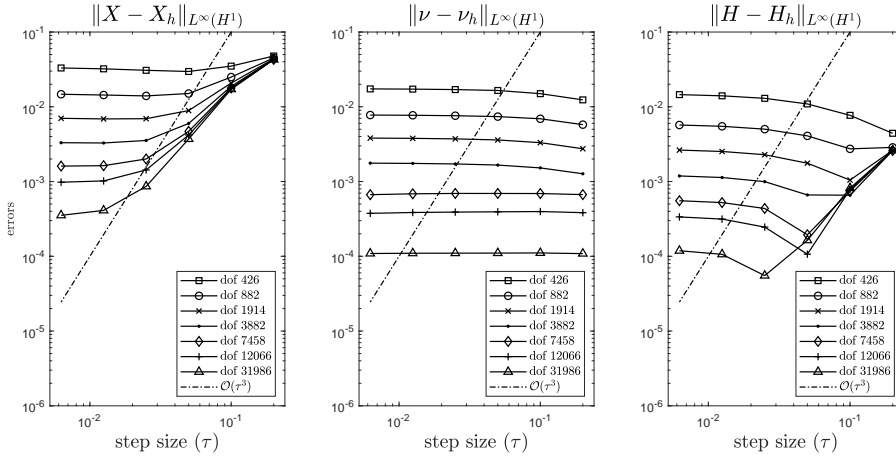 ‖X − X_h‖_{L^∞(H^1)}
10^{-1}
10^{-2}
10^{-3}
10^{-4}
10^{-5}
10^{-6}
errors
dof 426
dof 882
dof 1914
dof 3882
dof 7458
dof 12066
dof 31986
𝒪(τ^3)
10^{-2}
10^{-1}
step size (τ)
‖ν − ν_h‖_{L^∞(H^1)}
10^{-1}
10^{-2}
10^{-3}
10^{-4}
10^{-5}
10^{-6}
dof 426
dof 882
dof 1914
dof 3882
dof 7458
dof 12066
dof 31986
𝒪(τ^3)
10^{-2}
10^{-1}
step size (τ)
‖H − H_h‖_{L^∞(H^1)}
10^{-1}
10^{-2}
10^{-3}
10^{-4}
10^{-5}
10^{-6}
dof 426
dof 882
dof 1914
dof 3882
dof 7458
dof 12066
dof 31986
𝒪(τ^3)
10^{-2}
10^{-1}
step size (τ)